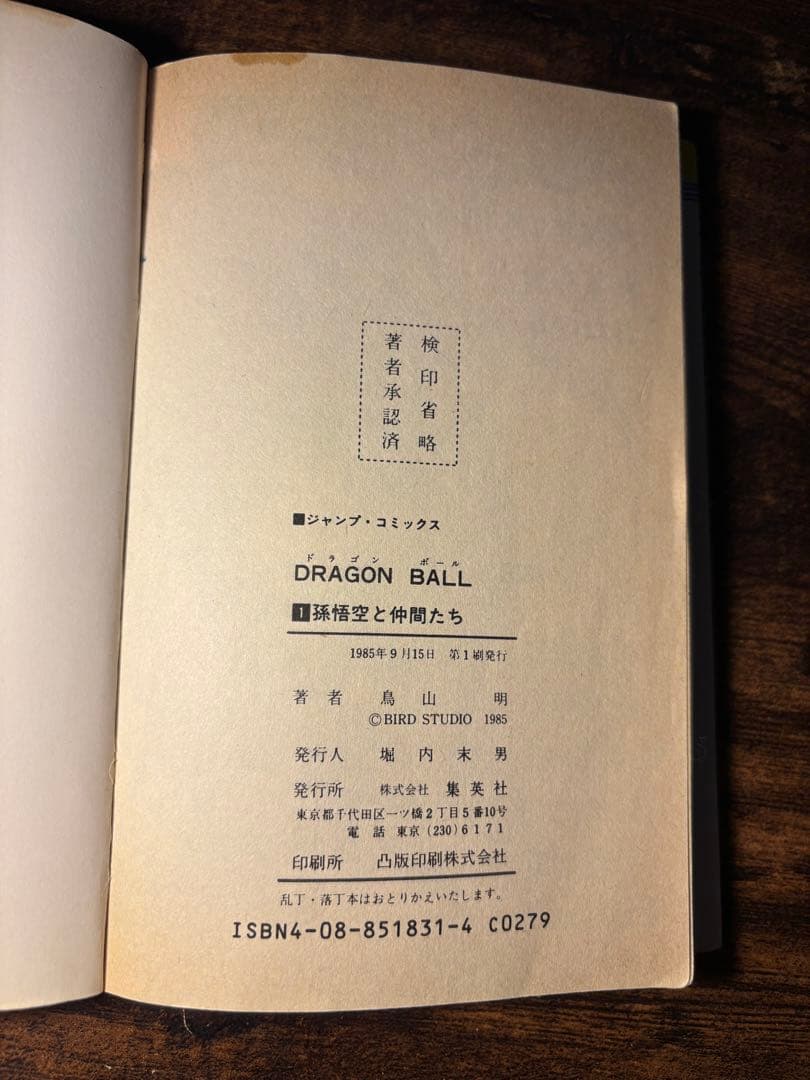 検印省略
著者承認済
■ジャンプ・コミックス
ドラゴン ボール
DRAGON BALL
1孫悟空と仲間たち
1985年9月15日 第1刷発行
著者 鳥山明
©BIRD STUDIO 1985
発行人 堀内末男
発行所 株式会社 集英社
東京都千代田区一ツ橋2丁目5番10号
電話 東京(230)6171
印刷所 凸版印刷株式会社
乱丁・落丁本はおとりかえいたします。
ISBN4-08-851831-4 C0279